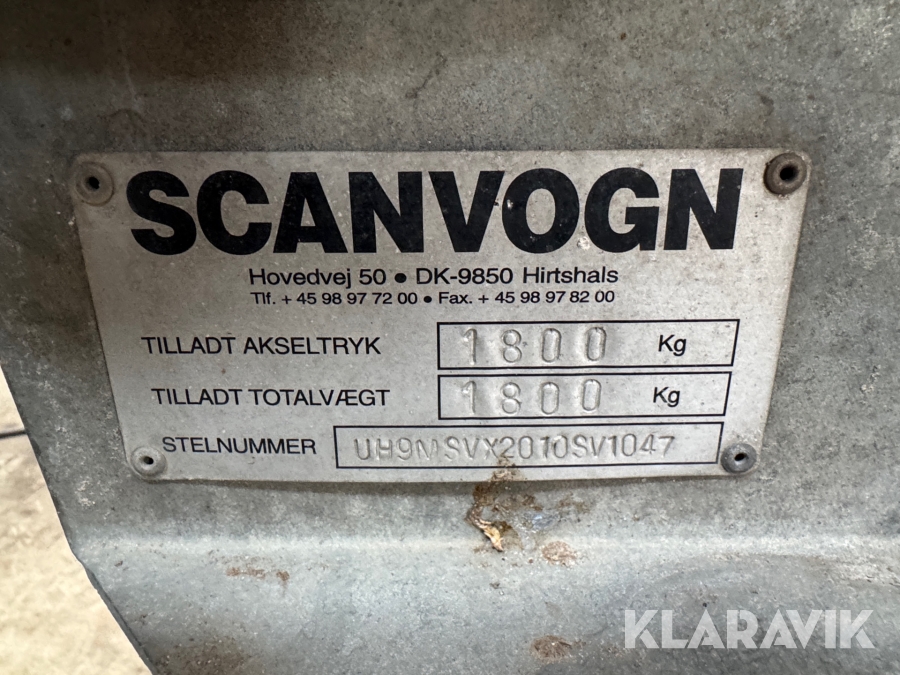 SCANVOGN
Hovedvej 50 • DK-9850 Hirtshals
Tlf. + 45 98 97 72 00 • Fax. + 45 98 97 82 00
TILLADT AKSELTRYK 1800 Kg
TILLADT TOTALVÆGT 1800 Kg
STELNUMMER UH9MSVX2010SV1047
KLARAVIK